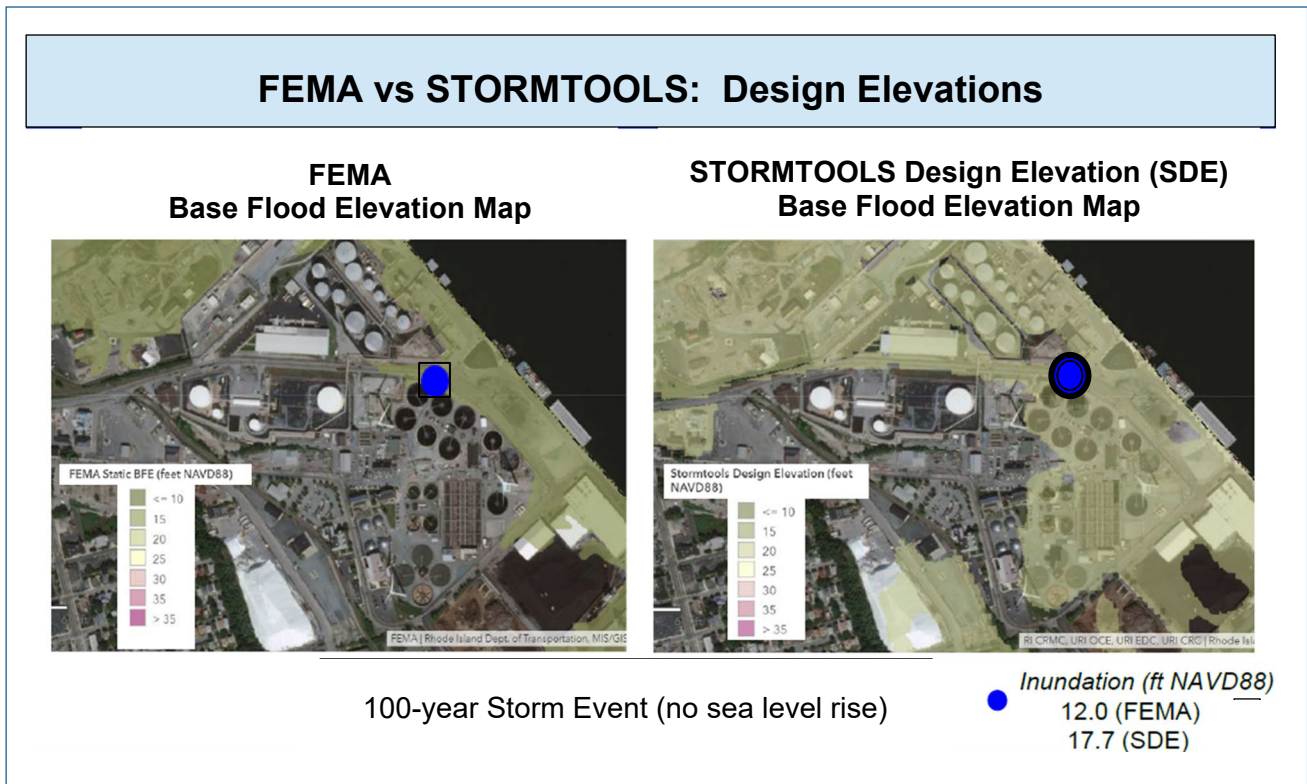 FEMA vs STORMTOOLS: Design Elevations
FEMA
Base Flood Elevation Map
STORMTOOLS Design Elevation (SDE)
Base Flood Elevation Map
FEMA Static BFE (feet NAVD88)
<= 10
15
20
25
30
35
> 35
FEMA | Rhode Island Dept. of Transportation, MIS/GIS
Stormtools Design Elevation (feet
NAVD88)
<= 10
15
20
25
30
35
> 35
RI CRMC, URI OCE, URI EDC, URI CRC | Rhode Isla
100-year Storm Event (no sea level rise)
Inundation (ft NAVD88)
12.0 (FEMA)
17.7 (SDE)